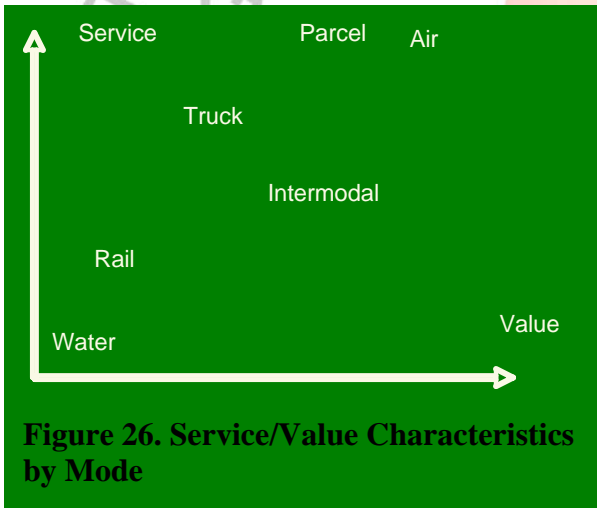 Service
Parcel
Air
Truck
Intermodal
Rail
Value
Water
Figure 26. Service/Value Characteristics
by Mode